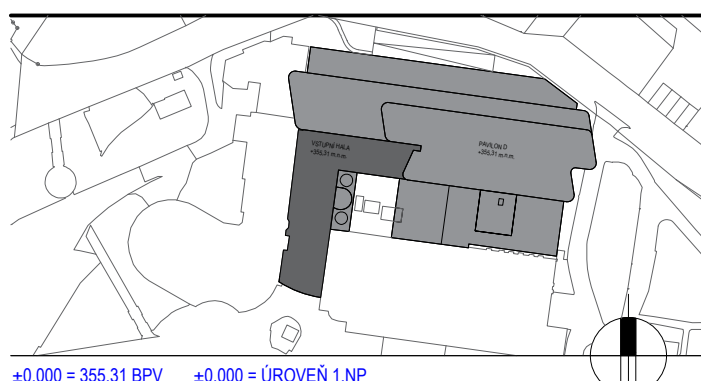 VSTUPNÍ HALA
+355,31 m.n.m.
PAVILON D
+355,31 m.n.m.
±0,000 = 355,31 BPV ±0,000 = ÚROVEŇ 1.NP